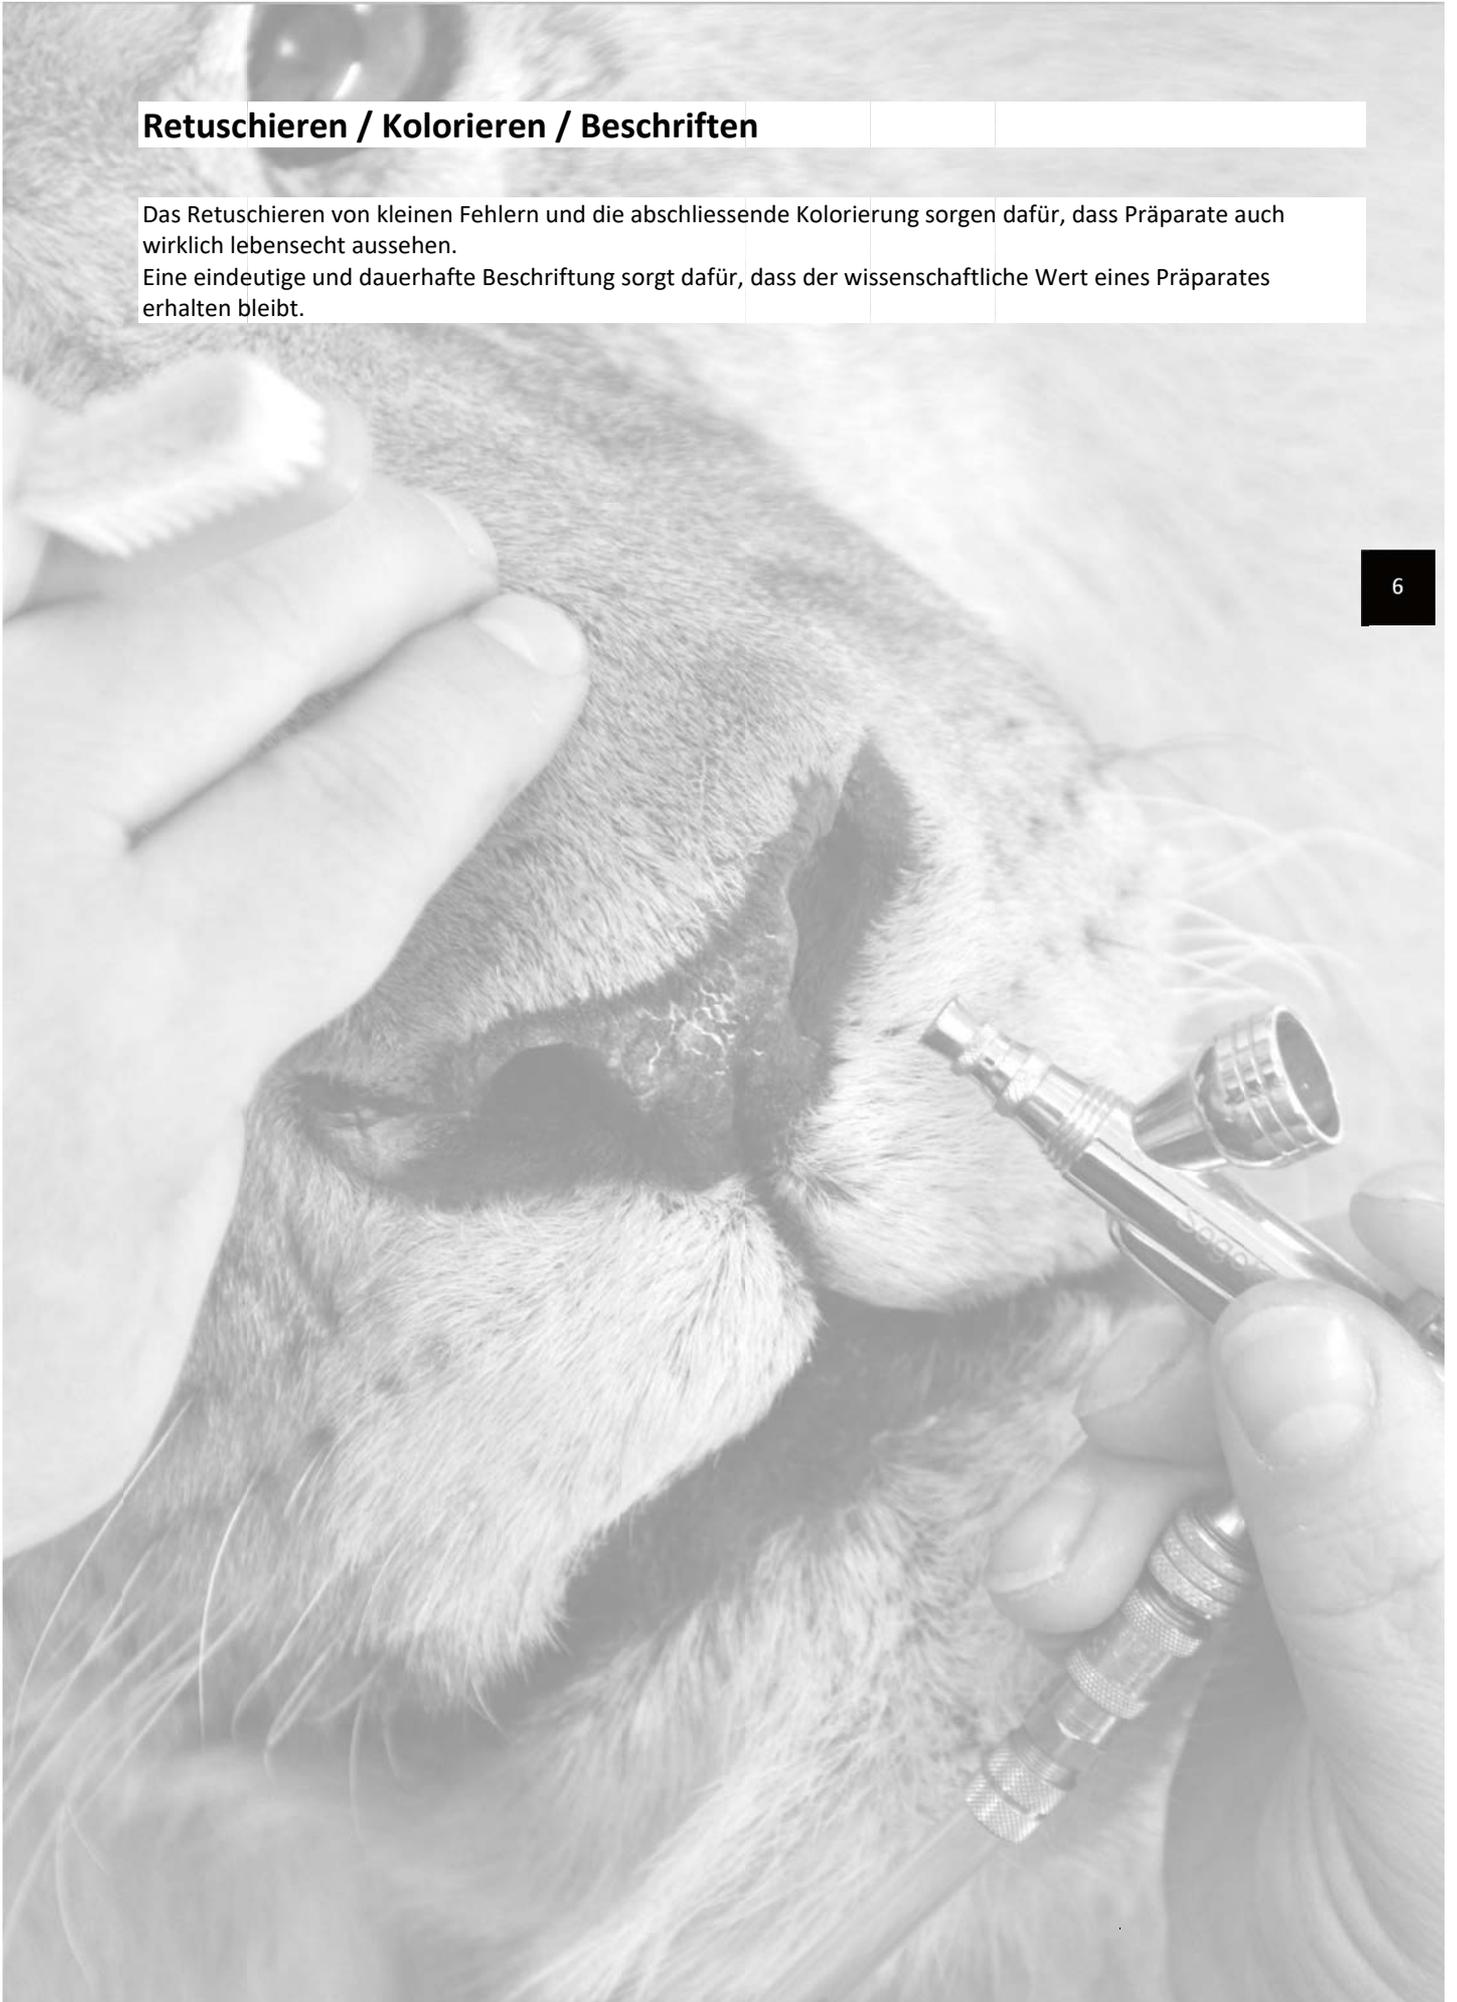 Retuschieren / Kolorieren / Beschriften
Das Retuschieren von kleinen Fehlern und die abschliessende Kolorierung sorgen dafür, dass Präparate auch
wirklich lebensecht aussehen.
Eine eindeutige und dauerhafte Beschriftung sorgt dafür, dass der wissenschaftliche Wert eines Präparates
erhalten bleibt.
6